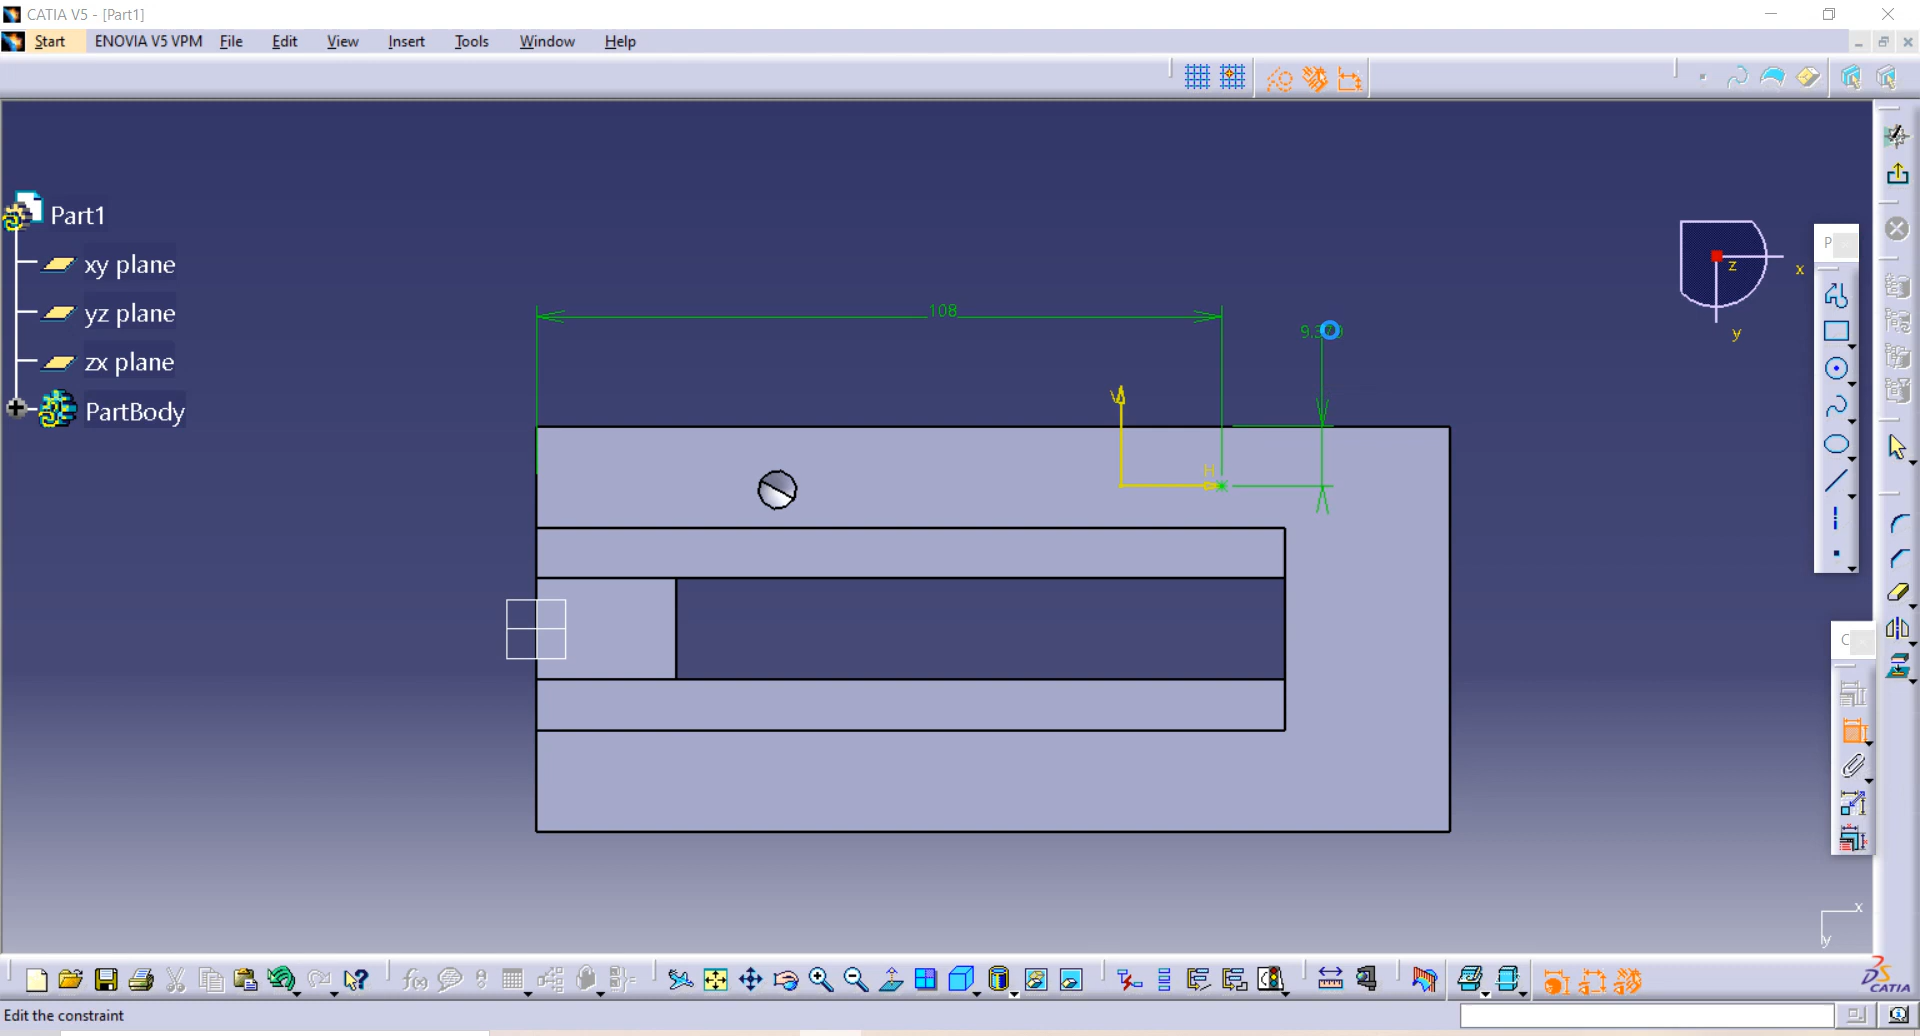 CATIA V5 - [Part1]
Start ENOVIA V5 VPM File Edit View Insert Tools Window Help
Part1
xy plane
yz plane
zx plane
PartBody
108
V
H
z
x
y
P
C
x
y
CATIA
Edit the constraint